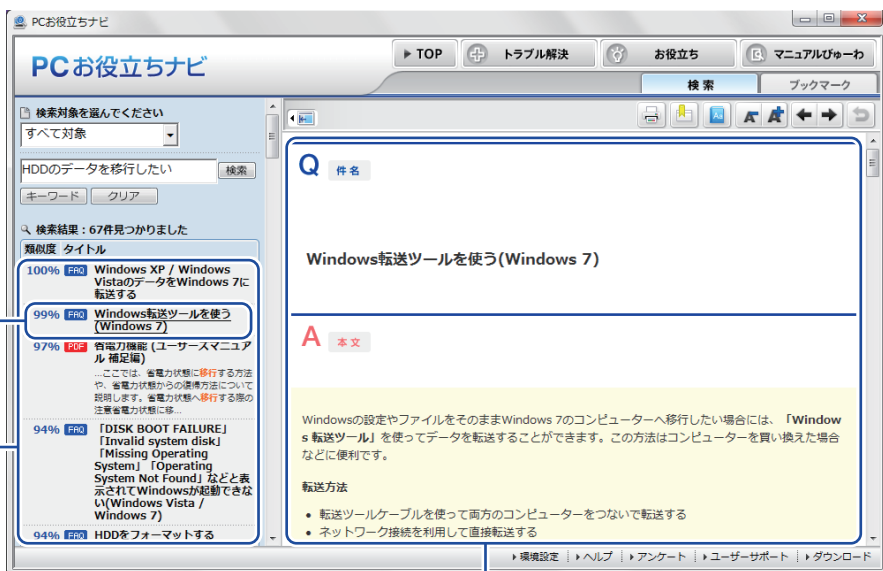 PCお役立ちナビ
PCお役立ちナビ
TOP
トラブル解決
お役立ち
マニュアルびゅーわ
検索
ブックマーク
検索対象を選んでください
すべて対象
HDDのデータを移行したい
検索
キーワード
クリア
検索結果：67件見つかりました
類似度 タイトル
100% FAQ Windows XP / Windows
VistaのデータをWindows 7に
転送する
99% FAQ Windows転送ツールを使う
(Windows 7)
97% PDF 省電力機能 (ユーザーズマニュア
ル 補足編)
...ここでは、省電力状態に移行する方法
や、省電力状態からの復帰方法について
説明します。省電力状態へ移行する際の
注意省電力状態に移...
94% FAQ 「DISK BOOT FAILURE」
「Invalid system disk」
「Missing Operating
System」「Operating
System Not Found」などと表
示されてWindowsが起動できな
い(Windows Vista /
Windows 7)
94% FAQ HDDをフォーマットする
Q 件名
Windows転送ツールを使う(Windows 7)
A 本文
Windowsの設定やファイルをそのままWindows 7のコンピューターへ移行したい場合には、「Window
s 転送ツール」を使ってデータを転送することができます。この方法はコンピューターを買い換えた場合
などに便利です。
転送方法
• 転送ツールケーブルを使って両方のコンピューターをつないで転送する
• ネットワーク接続を利用して直接転送する
環境設定
ヘルプ
アンケート
ユーザーサポート
ダウンロード